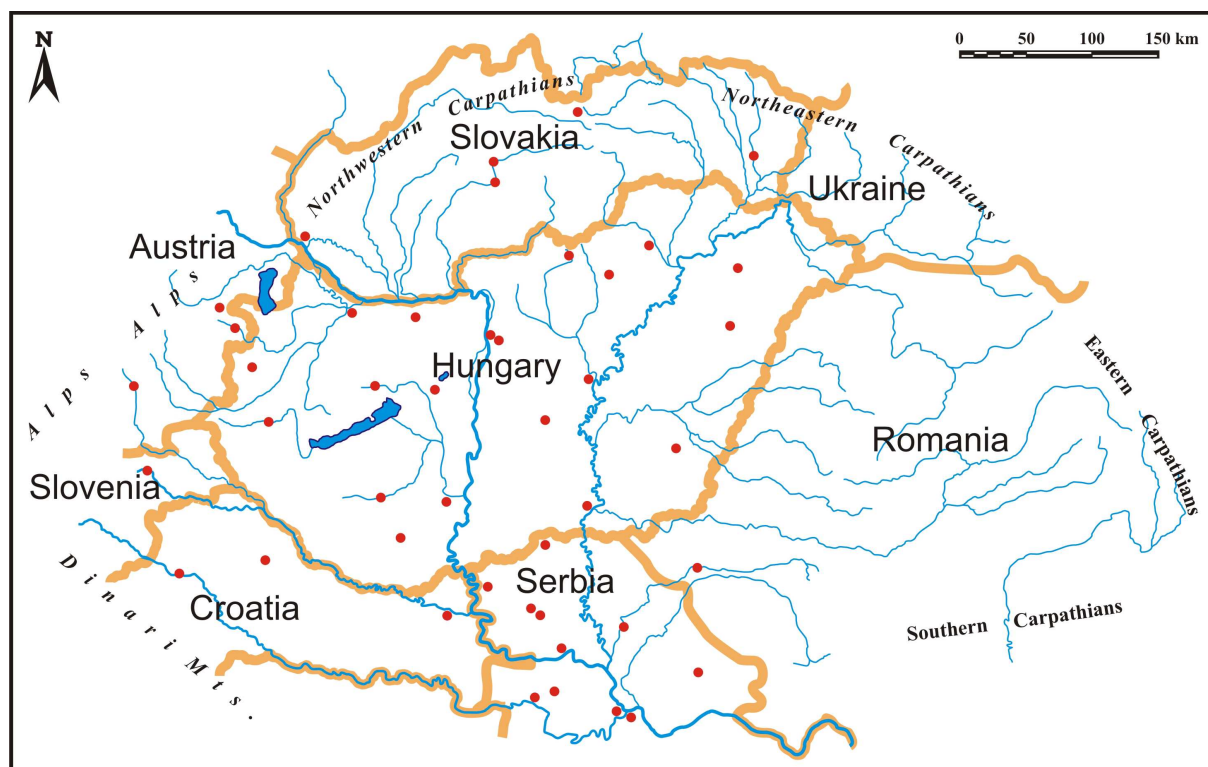 N
0 50 100 150 km
Northwestern Carpathians
Northeastern Carpathians
Slovakia
Ukraine
Austria
Alps
Alps
Hungary
Eastern Carpathians
Romania
Slovenia
Serbia
Croatia
Dinari Mts.
Southern Carpathians